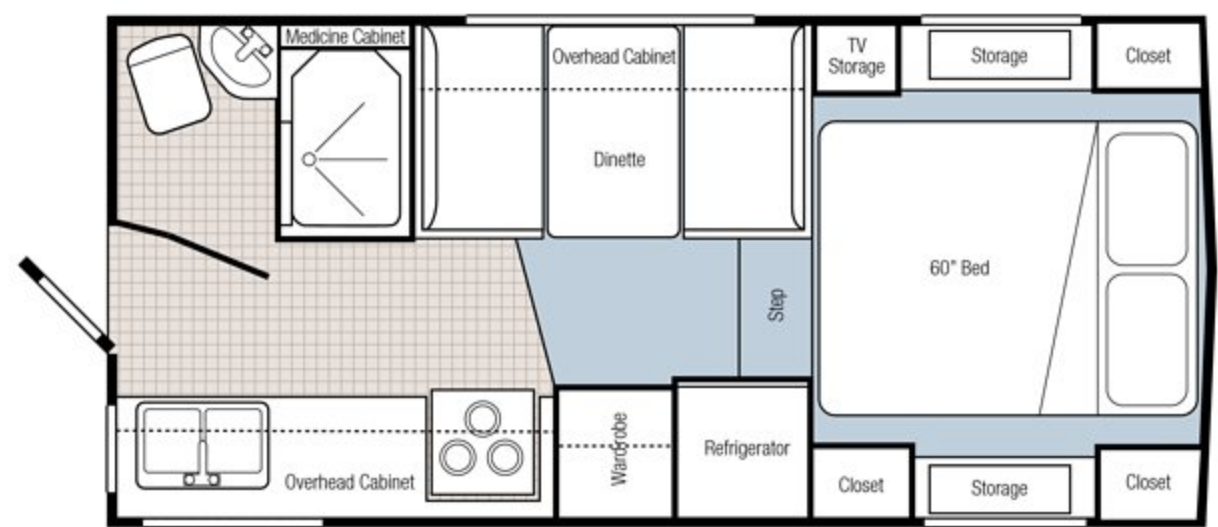 Medicine Cabinet
Overhead Cabinet
TV
Storage
Storage
Closet
Dinette
60" Bed
Step
Wardrobe
Refrigerator
Overhead Cabinet
Closet
Storage
Closet